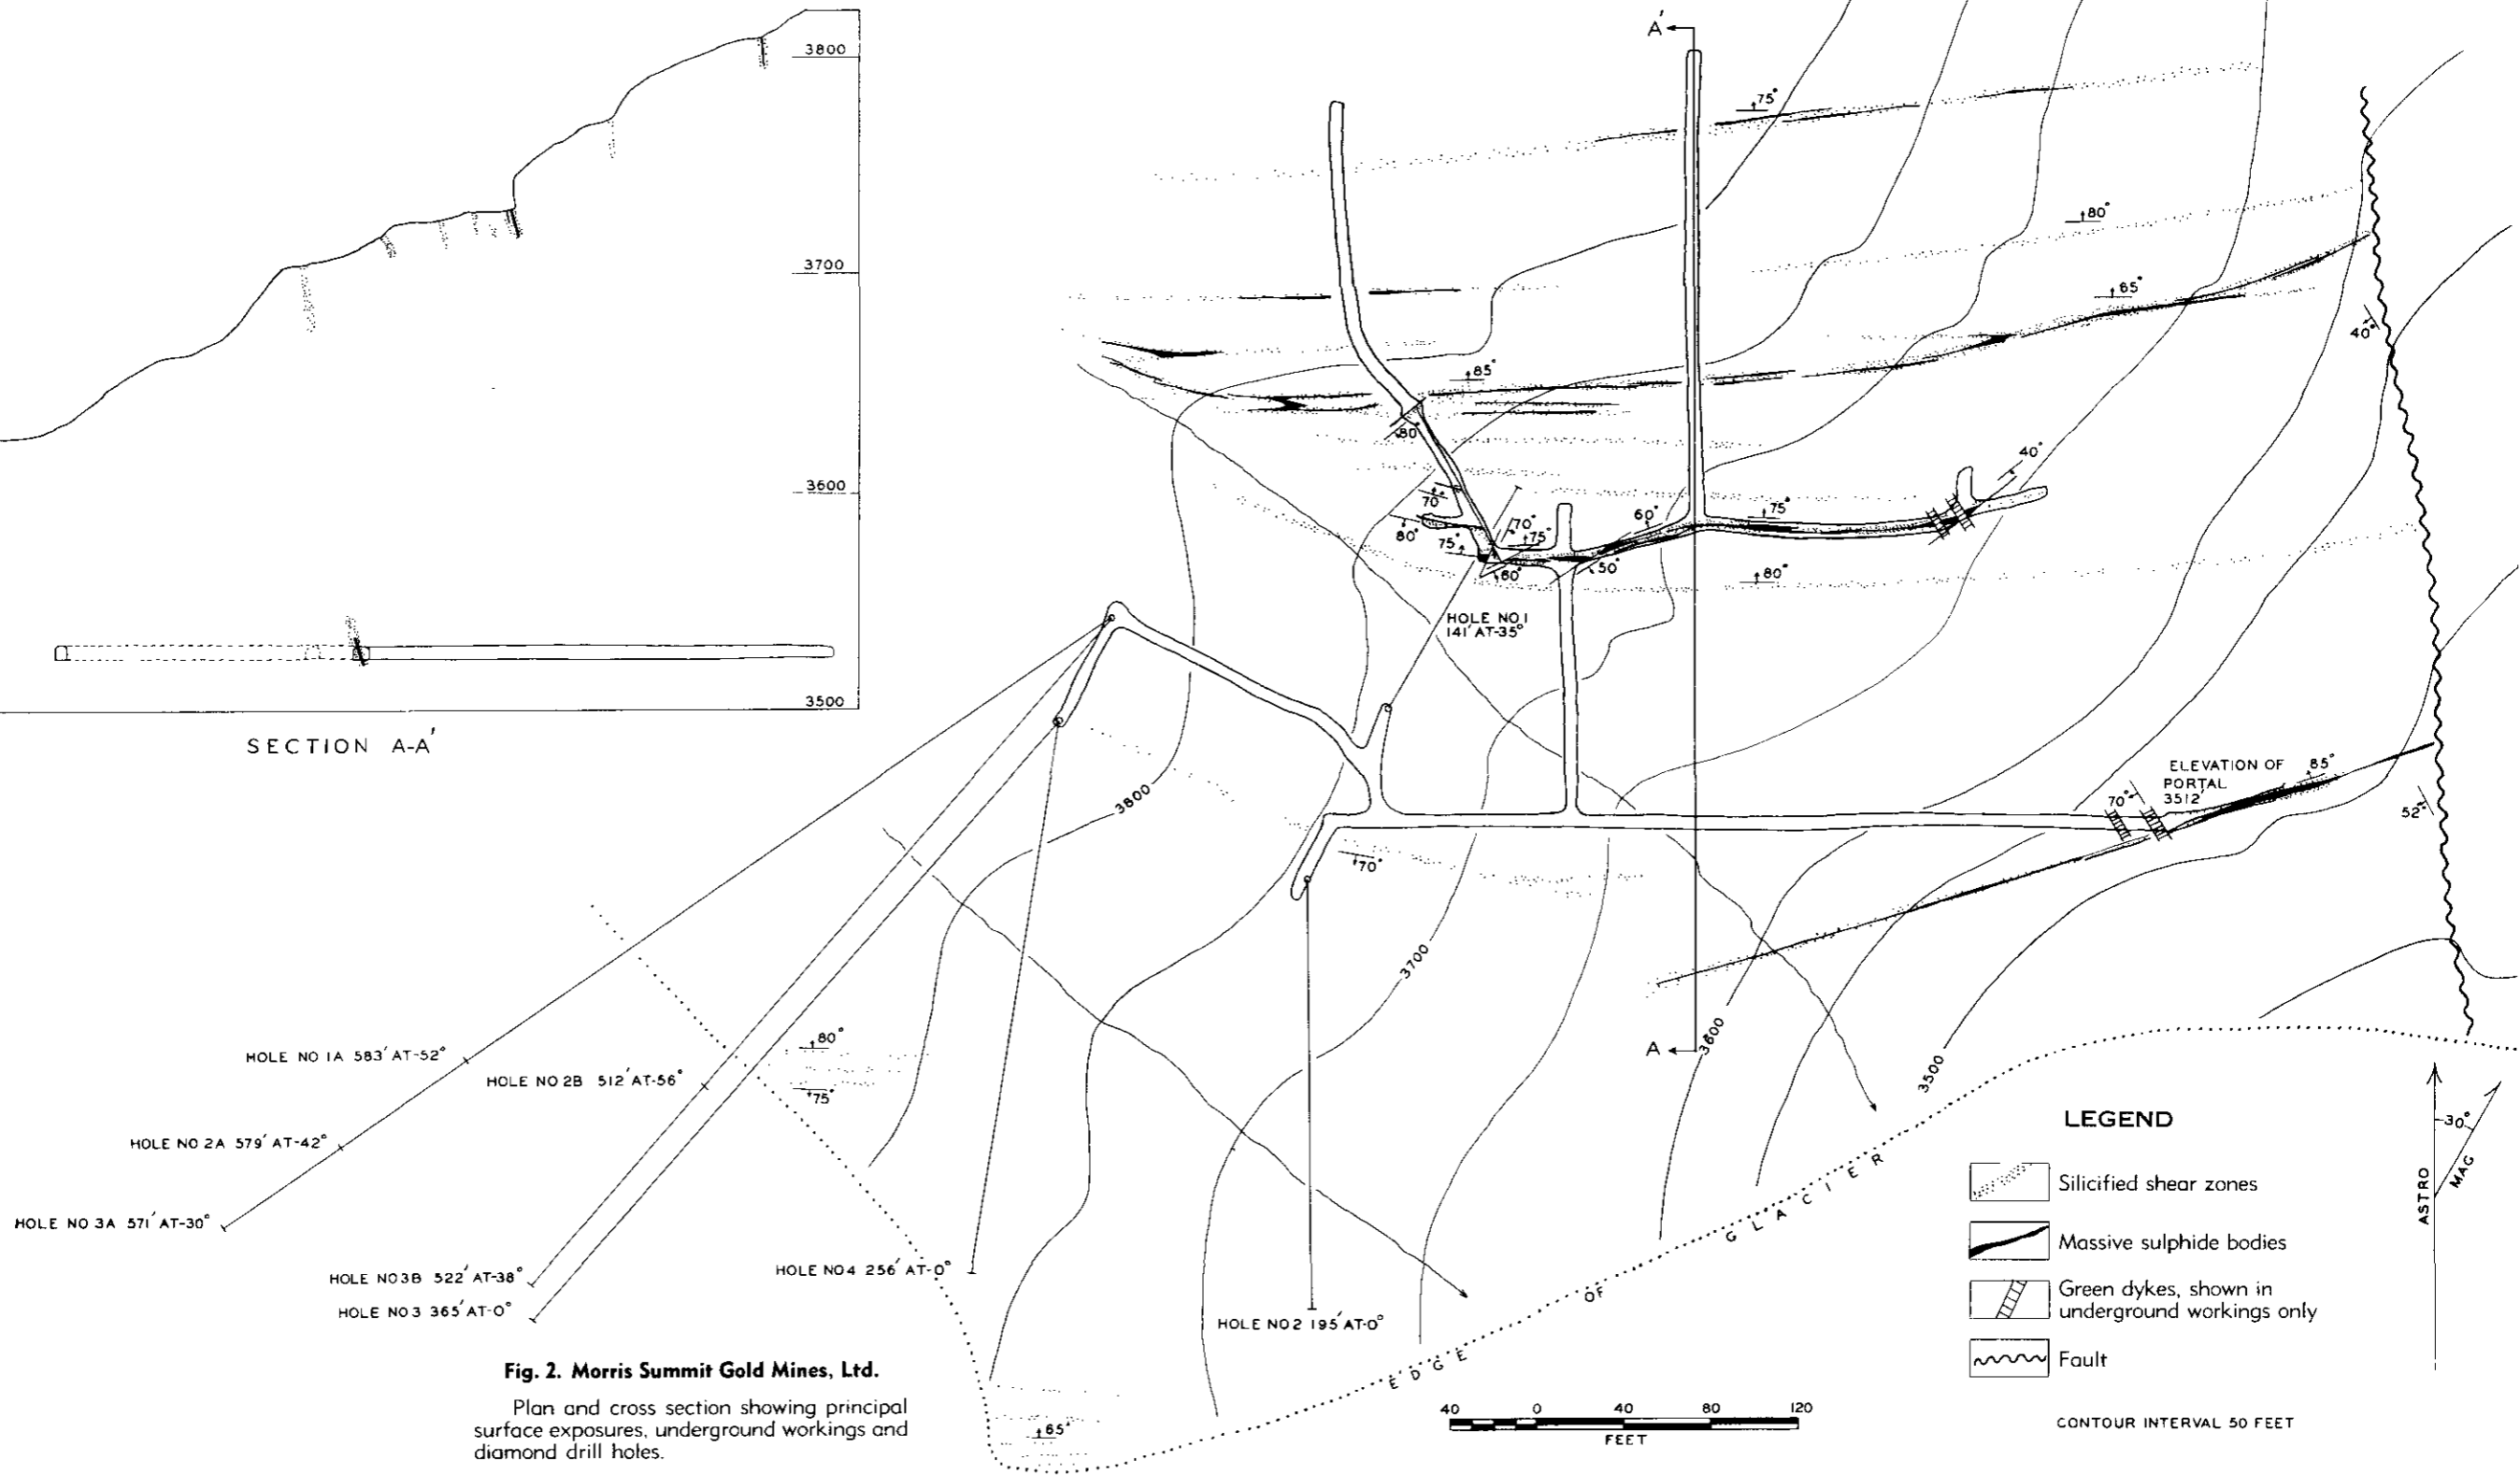 3800
3700
3600
3500
SECTION A-A'
A'
75°
80°
65°
40°
85°
80°
40°
70°
80°
75°
70°
75°
60°
60°
50°
75°
80°
HOLE NO 1
141' AT-35°
3800
ELEVATION OF
PORTAL
3512'
85°
70°
52°
70°
3700
A
3600
3500
80°
75°
HOLE NO 1A 583' AT-52°
HOLE NO 2B 512' AT-56°
HOLE NO 2A 579' AT-42°
HOLE NO 3A 571' AT-30°
HOLE NO 3B 522' AT-38°
HOLE NO 3 365' AT-0°
HOLE NO 4 256' AT-0°
HOLE NO 2 195' AT-0°
EDGE OF GLACIER
65°
Fig. 2. Morris Summit Gold Mines, Ltd.
Plan and cross section showing principal
surface exposures, underground workings and
diamond drill holes.
40 0 40 80 120
FEET
LEGEND
Silicified shear zones
Massive sulphide bodies
Green dykes, shown in
underground workings only
Fault
CONTOUR INTERVAL 50 FEET
ASTRO
MAG
30°